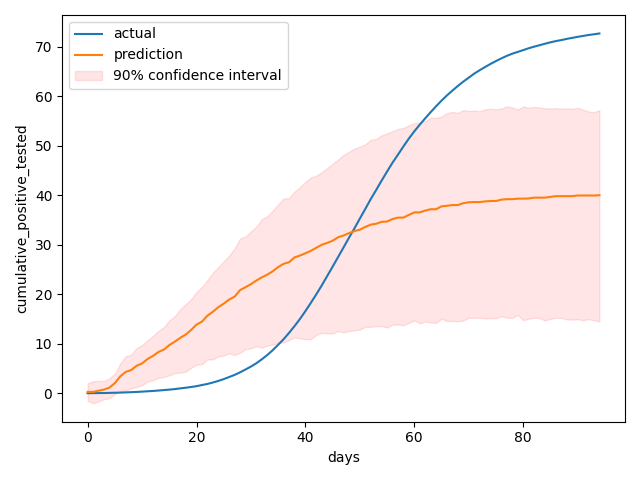 actual
prediction
90% confidence interval
cumulative_positive_tested
70
60
50
40
30
20
10
0
0 20 40 60 80
days